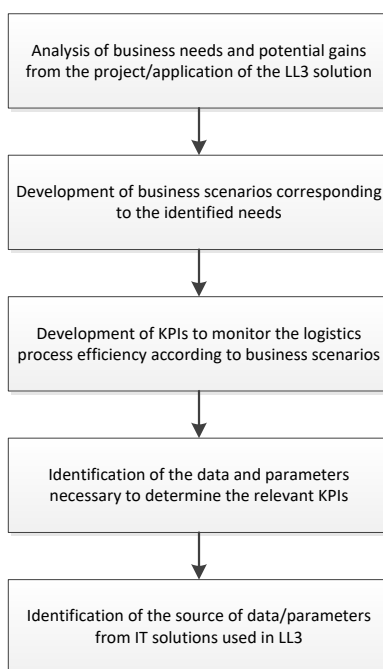 Analysis of business needs and potential gains
from the project/application of the LL3 solution
Development of business scenarios corresponding
to the identified needs
Development of KPIs to monitor the logistics
process efficiency according to business scenarios
Identification of the data and parameters
necessary to determine the relevant KPIs
Identification of the source of data/parameters
from IT solutions used in LL3